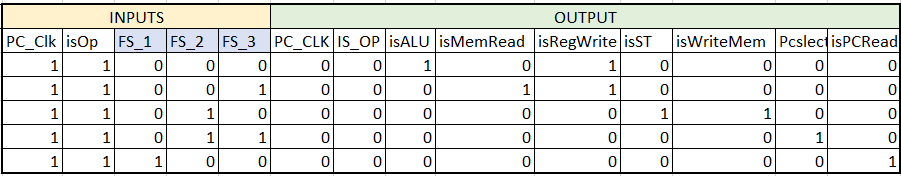 INPUTS OUTPUT
PC_Clk isOp FS_1 FS_2 FS_3 PC_CLK IS_OP isALU isMemRead isRegWrite isST isWriteMem Pcslect isPCRead
1 1 0 0 0 0 0 1 0 1 0 0 0 0
1 1 0 0 1 0 0 0 1 1 0 0 0 0
1 1 0 1 0 0 0 0 0 0 1 1 0 0
1 1 0 1 1 0 0 0 0 0 0 0 1 0
1 1 1 0 0 0 0 0 0 0 0 0 0 1